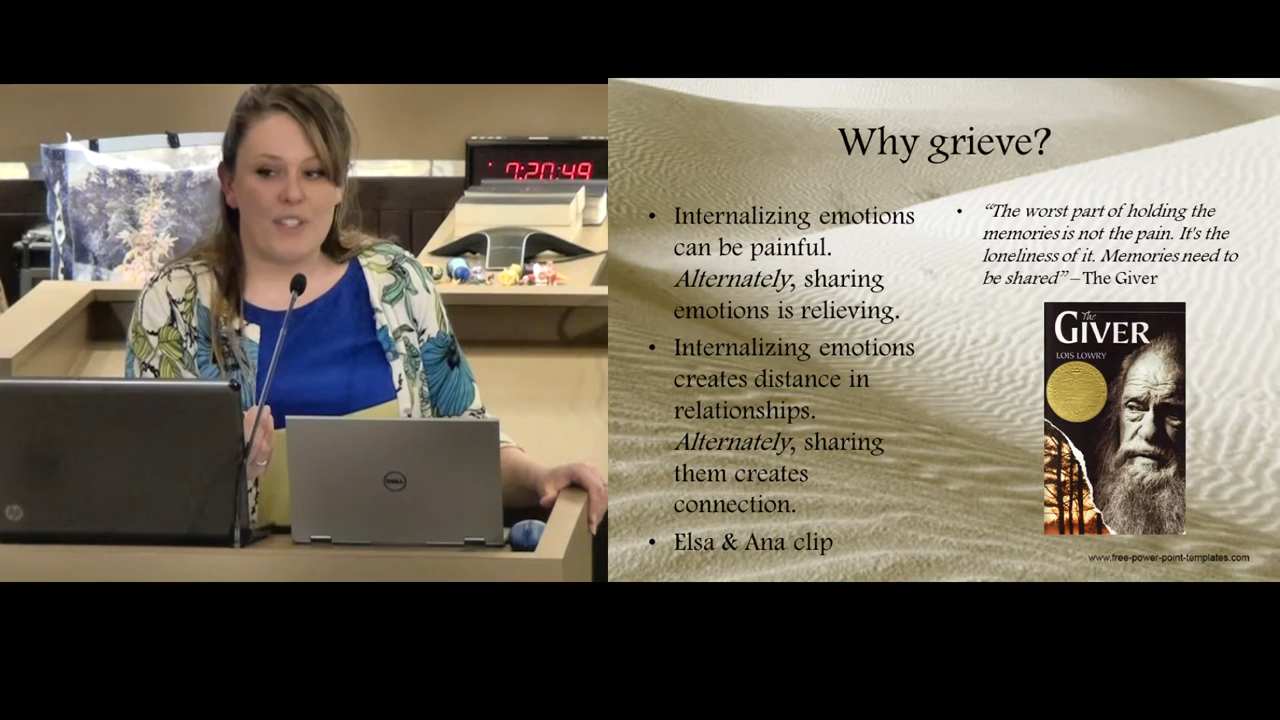 7:20:49
hp
DELL
Why grieve?
• Internalizing emotions
can be painful.
Alternately, sharing
emotions is relieving.
• Internalizing emotions
creates distance in
relationships.
Alternately, sharing
them creates
connection.
• Elsa & Ana clip
• “The worst part of holding the
memories is not the pain. It's the
loneliness of it. Memories need to
be shared” – The Giver
The
GIVER
LOIS LOWRY
www.free-power-point-templates.com